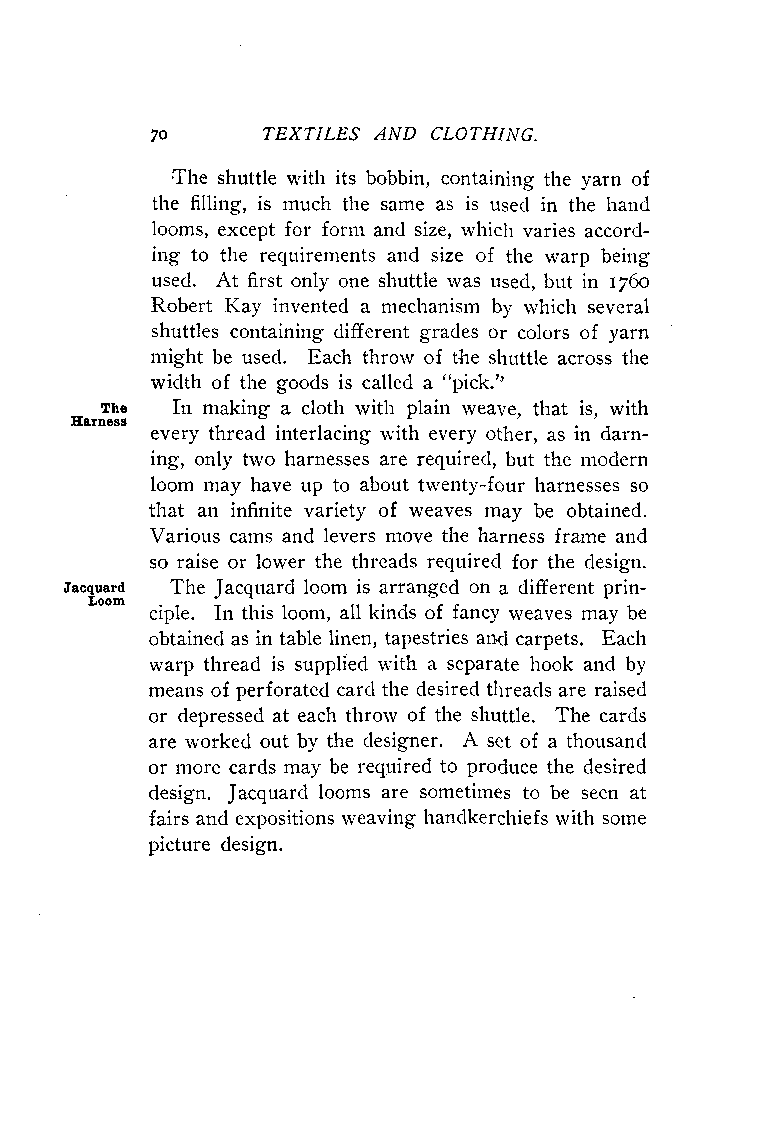 70 TEXTILES AND CLOTHING.
The shuttle with its bobbin, containing the yarn of
the filling, is much the same as is used in the hand
looms, except for form and size, which varies accord-
ing to the requirements and size of the warp being
used. At first only one shuttle was used, but in 1760
Robert Kay invented a mechanism by which several
shuttles containing different grades or colors of yarn
might be used. Each throw of the shuttle across the
width of the goods is called a "pick."
The
Harness
In making a cloth with plain weave, that is, with
every thread interlacing with every other, as in darn-
ing, only two harnesses are required, but the modern
loom may have up to about twenty-four harnesses so
that an infinite variety of weaves may be obtained.
Various cams and levers move the harness frame and
so raise or lower the threads required for the design.
Jacquard
Loom
The Jacquard loom is arranged on a different prin-
ciple. In this loom, all kinds of fancy weaves may be
obtained as in table linen, tapestries and carpets. Each
warp thread is supplied with a separate hook and by
means of perforated card the desired threads are raised
or depressed at each throw of the shuttle. The cards
are worked out by the designer. A set of a thousand
or more cards may be required to produce the desired
design. Jacquard looms are sometimes to be seen at
fairs and expositions weaving handkerchiefs with some
picture design.